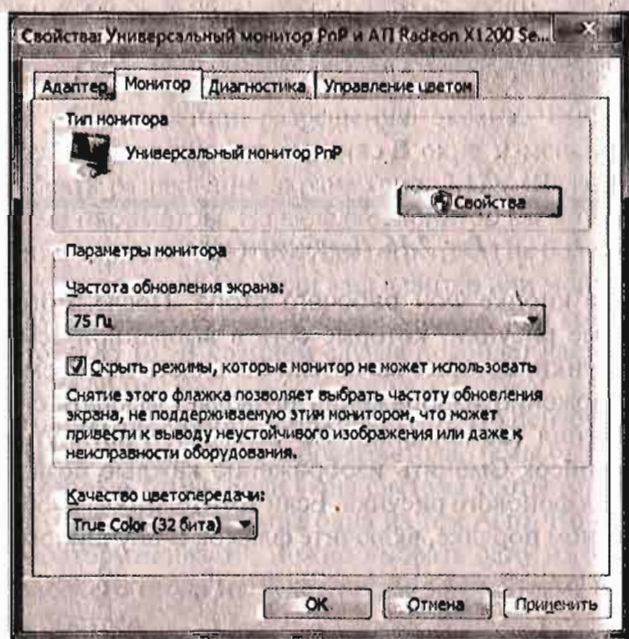 Свойства: Универсальный монитор PnP и ATI Radeon X1200 Se...
Адаптер Монитор Диагностика Управление цветом
Тип монитора
Универсальный монитор PnP
Свойства
Параметры монитора
Частота обновления экрана:
75 Гц
Скрыть режимы, которые монитор не может использовать
Снятие этого флажка позволяет выбрать частоту обновления
экрана, не поддерживаемую этим монитором, что может
привести к выводу неустойчивого изображения или даже к
неисправности оборудования.
Качество цветопередачи:
True Color (32 бита)
ОК Отмена Применить